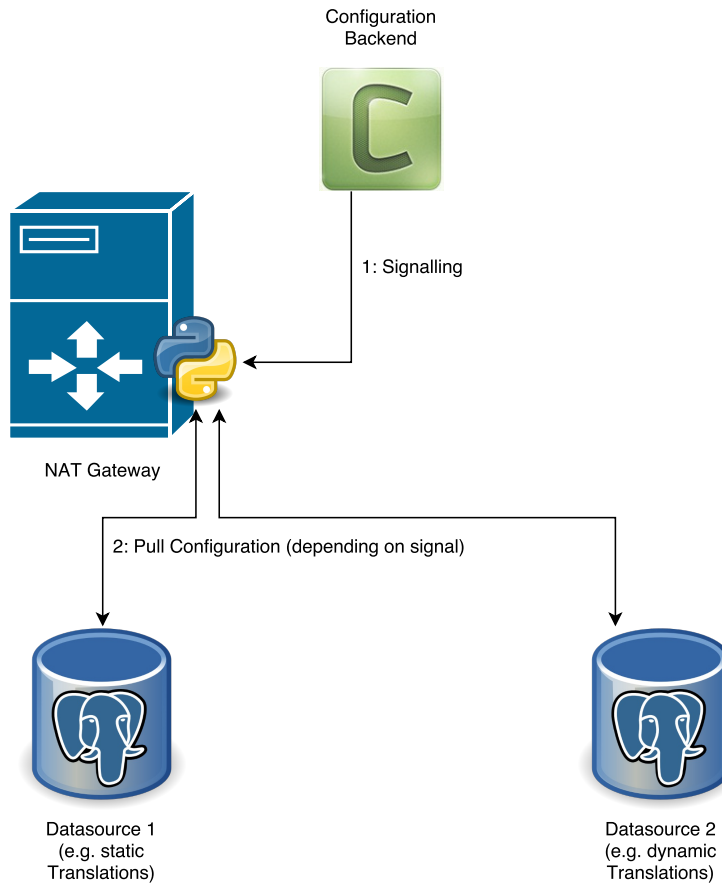 Configuration
Backend
C
1: Signalling
NAT Gateway
2: Pull Configuration (depending on signal)
Datasource 1
(e.g. static
Translations)
Datasource 2
(e.g. dynamic
Translations)